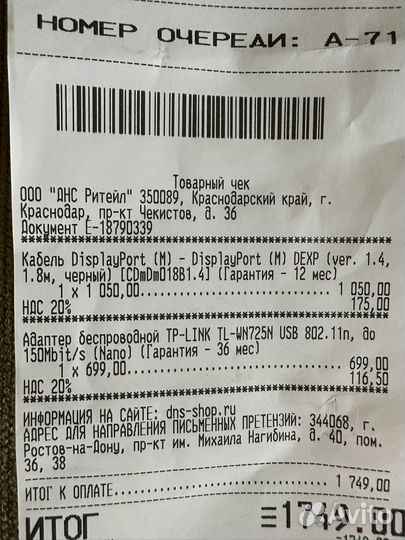 НОМЕР ОЧЕРЕДИ: А-71
Товарный чек
ООО "ДНС Ритейл" 350089, Краснодарский край, г.
Краснодар, пр-кт Чекистов, д. 36
Документ Е-18790339
Кабель DisplayPort (M) - DisplayPort (M) DEXP (ver. 1.4,
1.8м, черный) [CDmDm018B1.4] (Гарантия - 12 мес)
1 x 1 050,00 1 050,00
НДС 20% 175,00
Адаптер беспроводной TP-LINK TL-WN725N USB 802.11n, до
150Mbit/s (Nano) (Гарантия - 36 мес)
1 x 699,00 699,00
НДС 20% 116,50
ИНФОРМАЦИЯ НА САЙТЕ: dns-shop.ru
АДРЕС ДЛЯ НАПРАВЛЕНИЯ ПИСЬМЕННЫХ ПРЕТЕНЗИЙ: 344068, г.
Ростов-на-Дону, пр-кт им. Михаила Нагибина, д. 40, пом.
36, 38
ИТОГ К ОПЛАТЕ 1 749,00
ИТОГ ≡1749.00
Avito